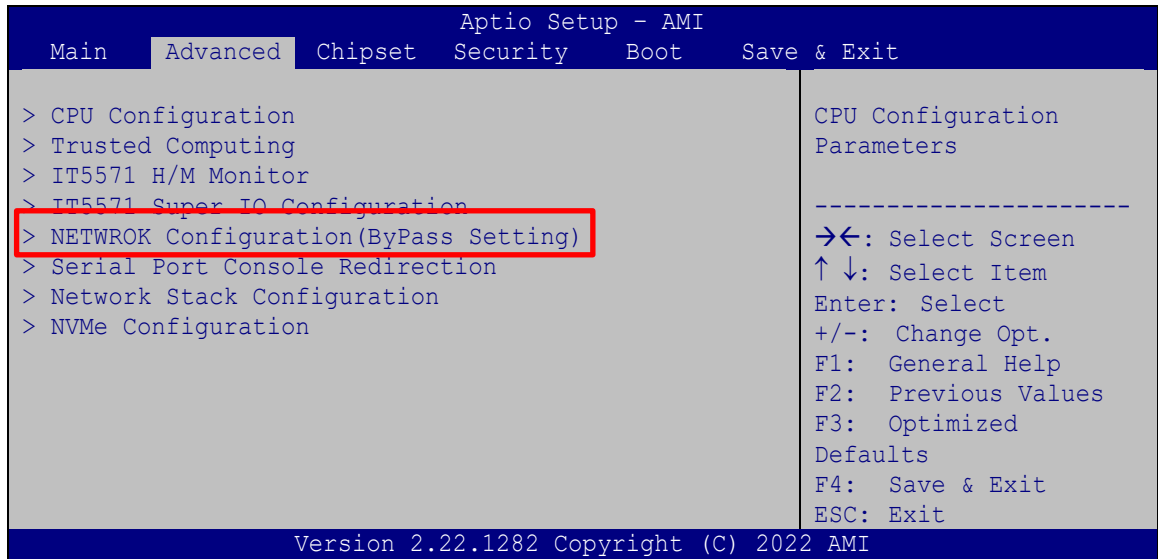 Aptio Setup – AMI
Main Advanced Chipset Security Boot Save & Exit
> CPU Configuration
> Trusted Computing
> IT5571 H/M Monitor
> IT5571 Super IO Configuration
> NETWROK Configuration(ByPass Setting)
> Serial Port Console Redirection
> Network Stack Configuration
> NVMe Configuration
CPU Configuration
Parameters
----------------------
→←: Select Screen
↑ ↓: Select Item
Enter: Select
+/-: Change Opt.
F1: General Help
F2: Previous Values
F3: Optimized
Defaults
F4: Save & Exit
ESC: Exit
Version 2.22.1282 Copyright (C) 2022 AMI